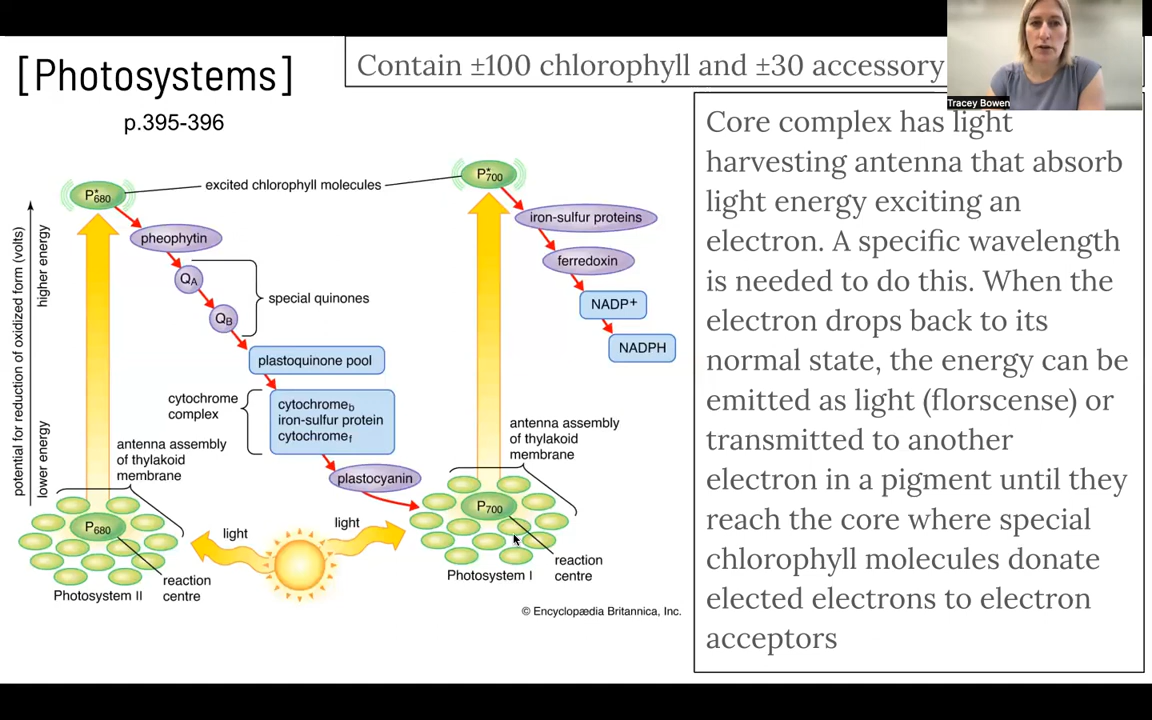 [Photosystems]
p.395-396
Contain ±100 chlorophyll and ±30 accessory
Tracey Bowen
Core complex has light
harvesting antenna that absorb
light energy exciting an
electron. A specific wavelength
is needed to do this. When the
electron drops back to its
normal state, the energy can be
emitted as light (florscense) or
transmitted to another
electron in a pigment until they
reach the core where special
chlorophyll molecules donate
elected electrons to electron
acceptors
potential for reduction of oxidized form (volts)
higher energy
lower energy
P*680
excited chlorophyll molecules
P*700
pheophytin
QA
QB
special quinones
plastoquinone pool
cytochrome
complex
cytochromeb
iron-sulfur protein
cytochromef
plastocyanin
iron-sulfur proteins
ferredoxin
NADP+
NADPH
antenna assembly
of thylakoid
membrane
antenna assembly
of thylakoid
membrane
P680
P700
light
light
reaction
centre
reaction
centre
Photosystem II
Photosystem I
© Encyclopædia Britannica, Inc.